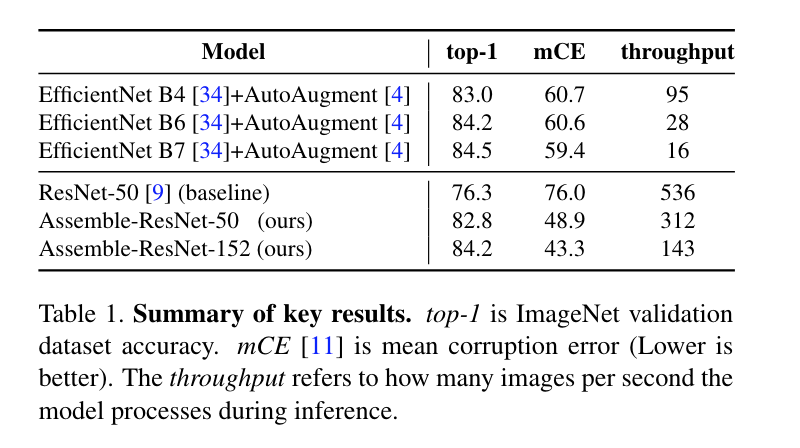 Model top-1 mCE throughput
EfficientNet B4 [34]+AutoAugment [4] 83.0 60.7 95
EfficientNet B6 [34]+AutoAugment [4] 84.2 60.6 28
EfficientNet B7 [34]+AutoAugment [4] 84.5 59.4 16
ResNet-50 [9] (baseline) 76.3 76.0 536
Assemble-ResNet-50 (ours) 82.8 48.9 312
Assemble-ResNet-152 (ours) 84.2 43.3 143
Table 1. Summary of key results. top-1 is ImageNet validation
dataset accuracy. mCE [11] is mean corruption error (Lower is
better). The throughput refers to how many images per second the
model processes during inference.